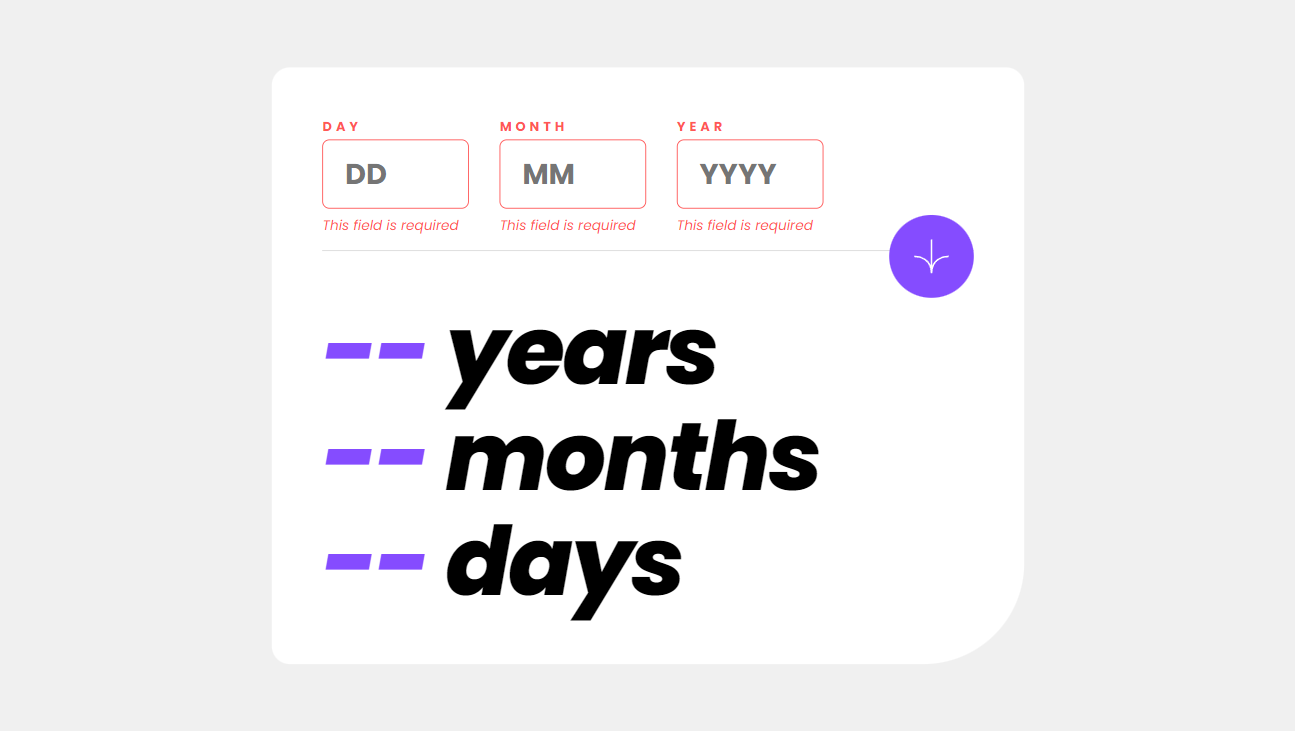 DAY MONTH YEAR
DD MM YYYY
This field is required This field is required This field is required
-- years
-- months
-- days